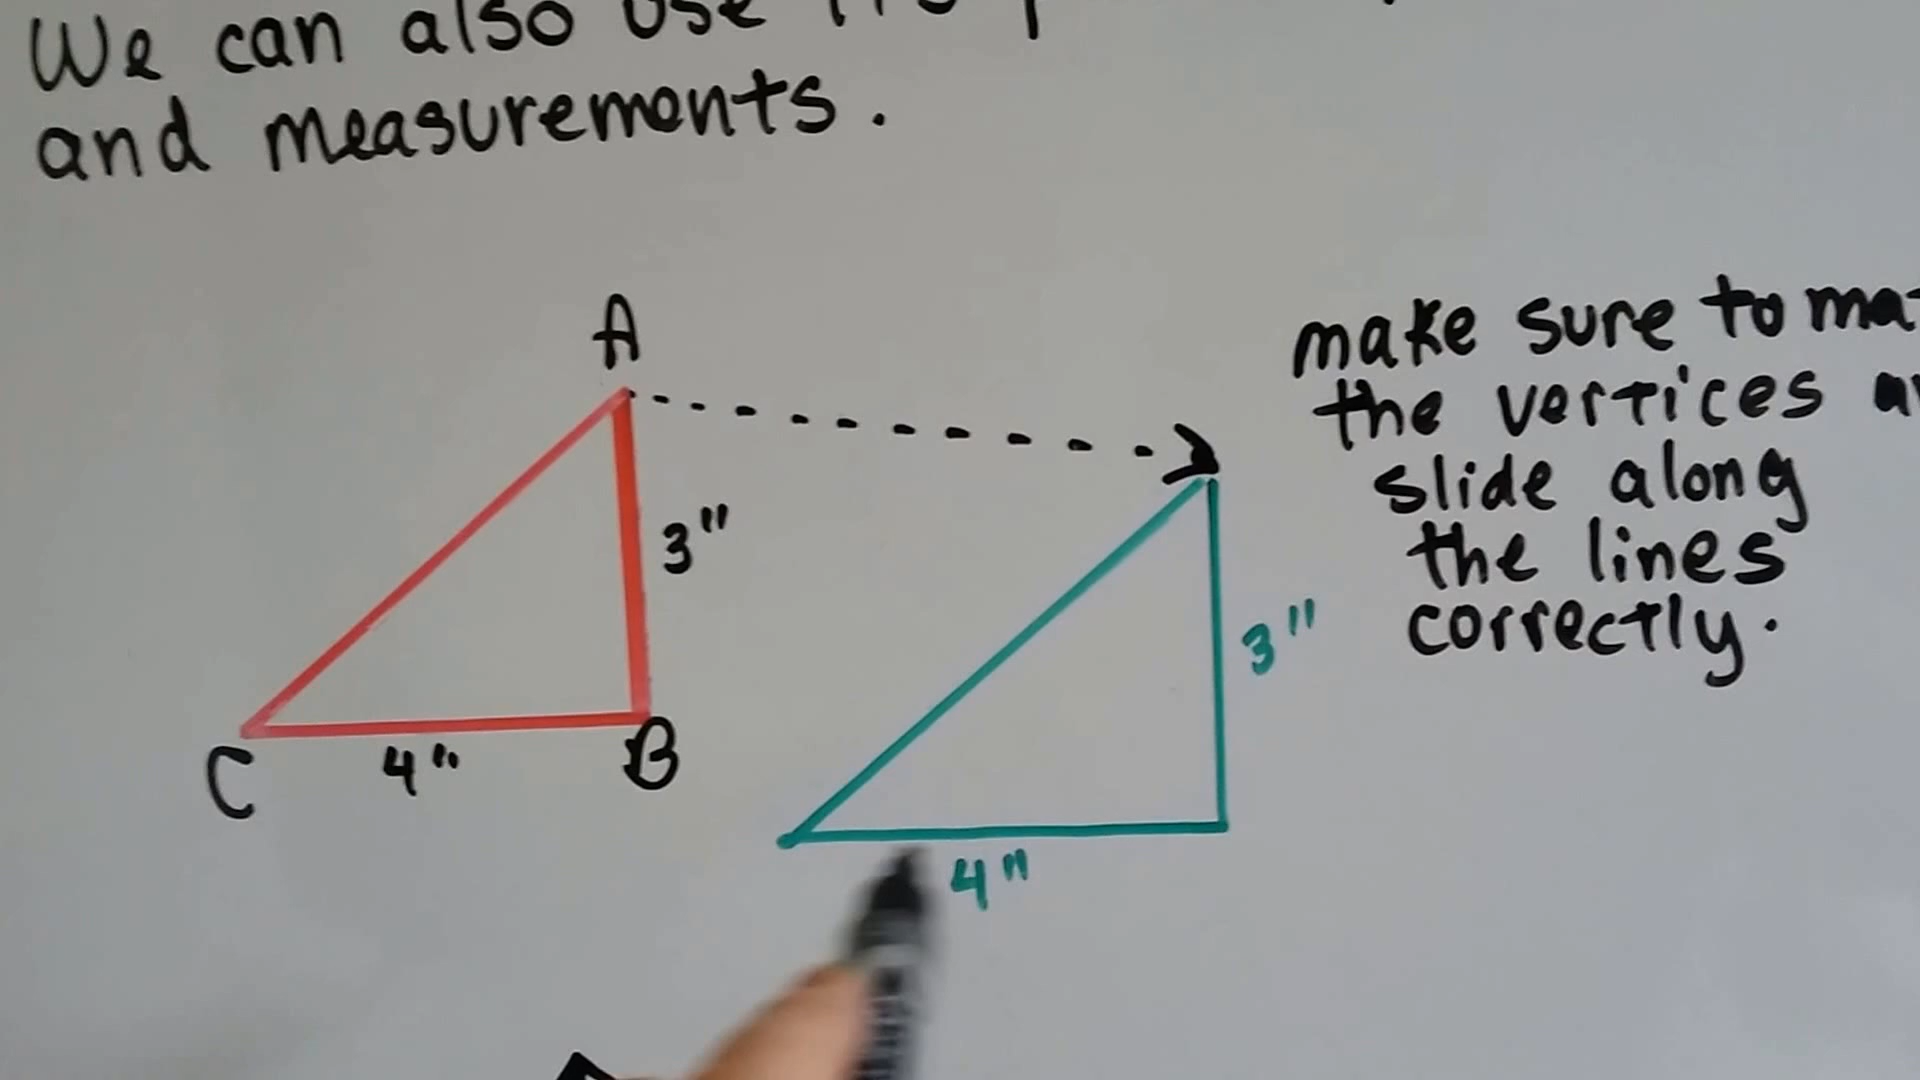 We can also use
and measurements.
A
make sure to
the vertices
slide along
the lines
correctly.
3"
3"
C
4"
B
4"